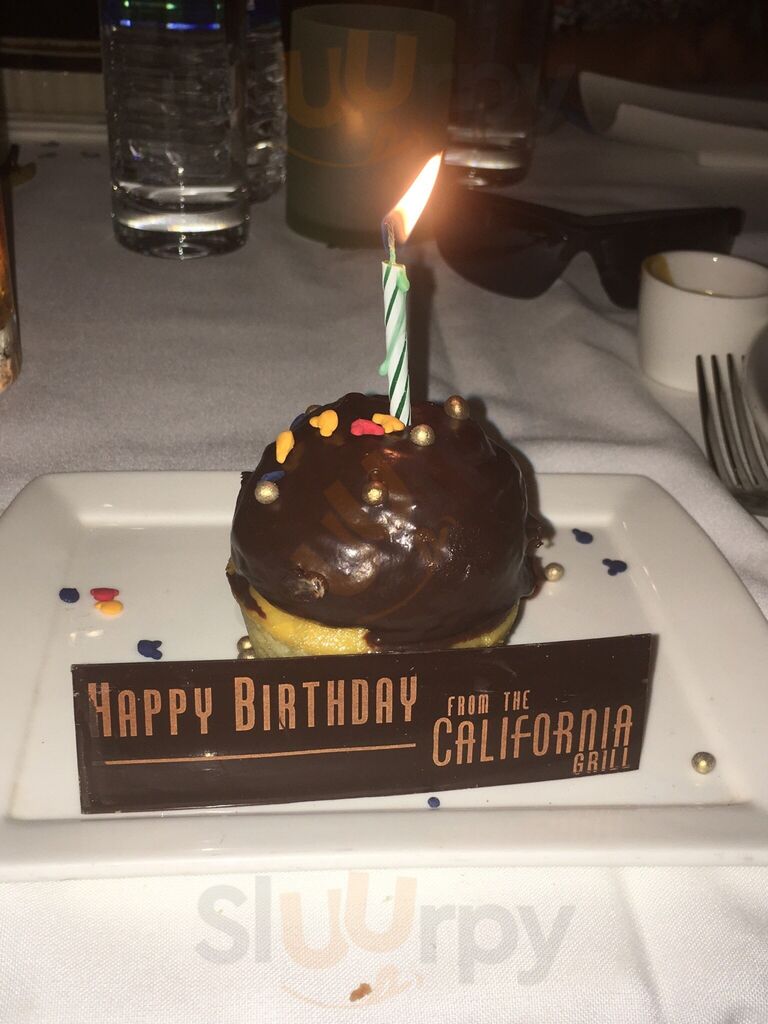 Happy Birthday
FROM THE
CALIFORNIA
GRILL
Sluurpy